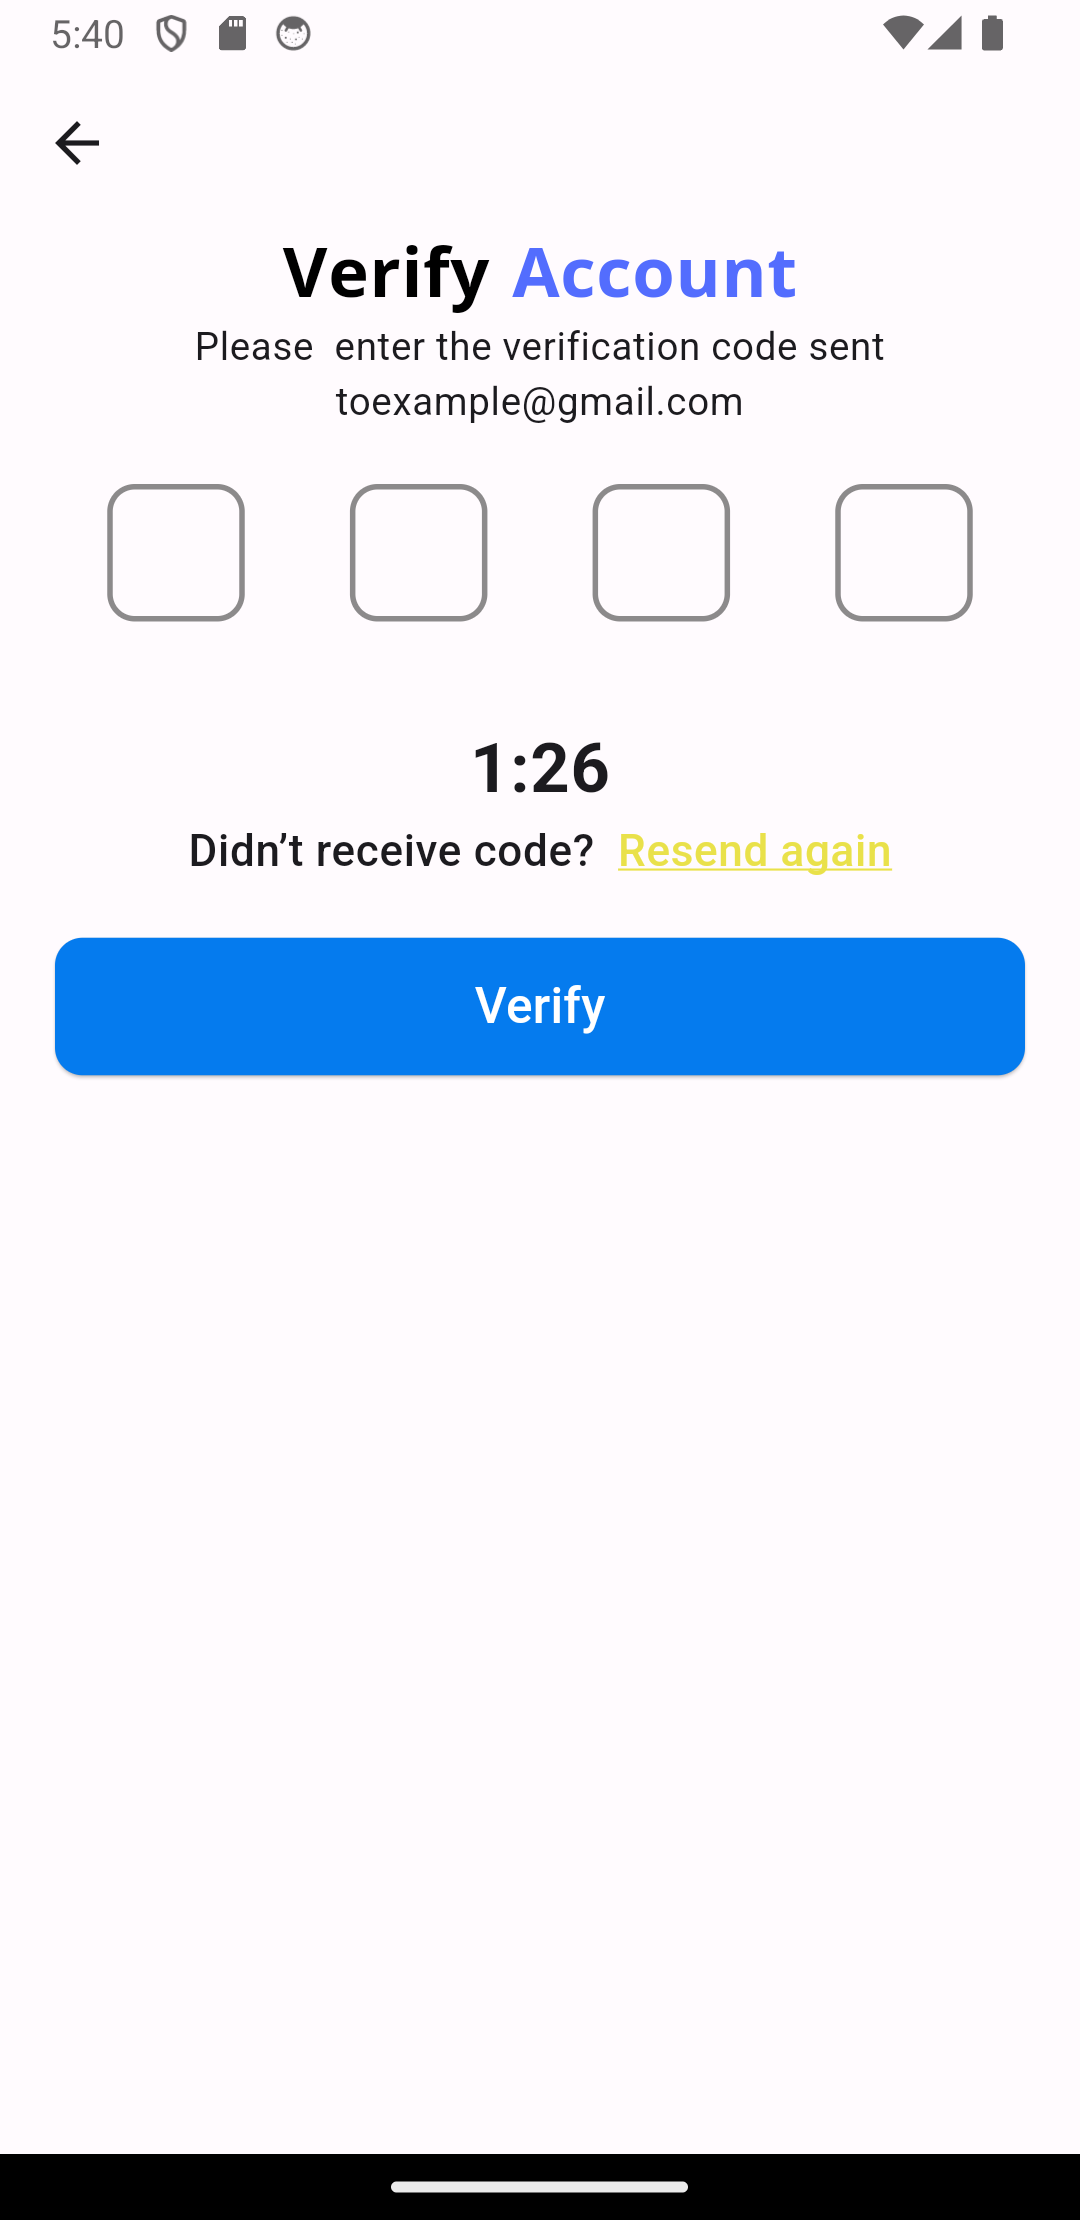 5:40
Verify Account
Please  enter the verification code sent
toexample@gmail.com
1:26
Didn’t receive code?  Resend again
Verify